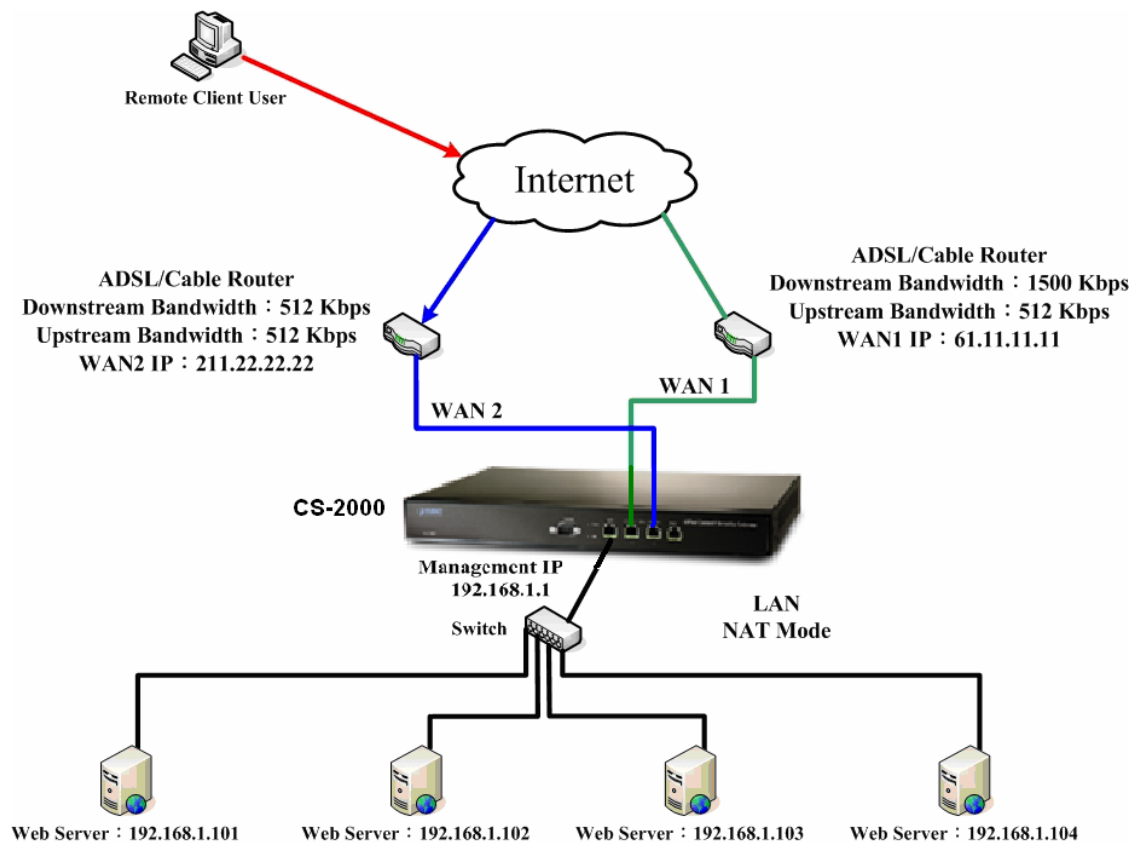 Remote Client User
Internet
ADSL/Cable Router
Downstream Bandwidth：512 Kbps
Upstream Bandwidth：512 Kbps
WAN2 IP：211.22.22.22
ADSL/Cable Router
Downstream Bandwidth：1500 Kbps
Upstream Bandwidth：512 Kbps
WAN1 IP：61.11.11.11
WAN 1
WAN 2
CS-2000
Management IP
192.168.1.1
Switch
LAN
NAT Mode
Web Server：192.168.1.101
Web Server：192.168.1.102
Web Server：192.168.1.103
Web Server：192.168.1.104